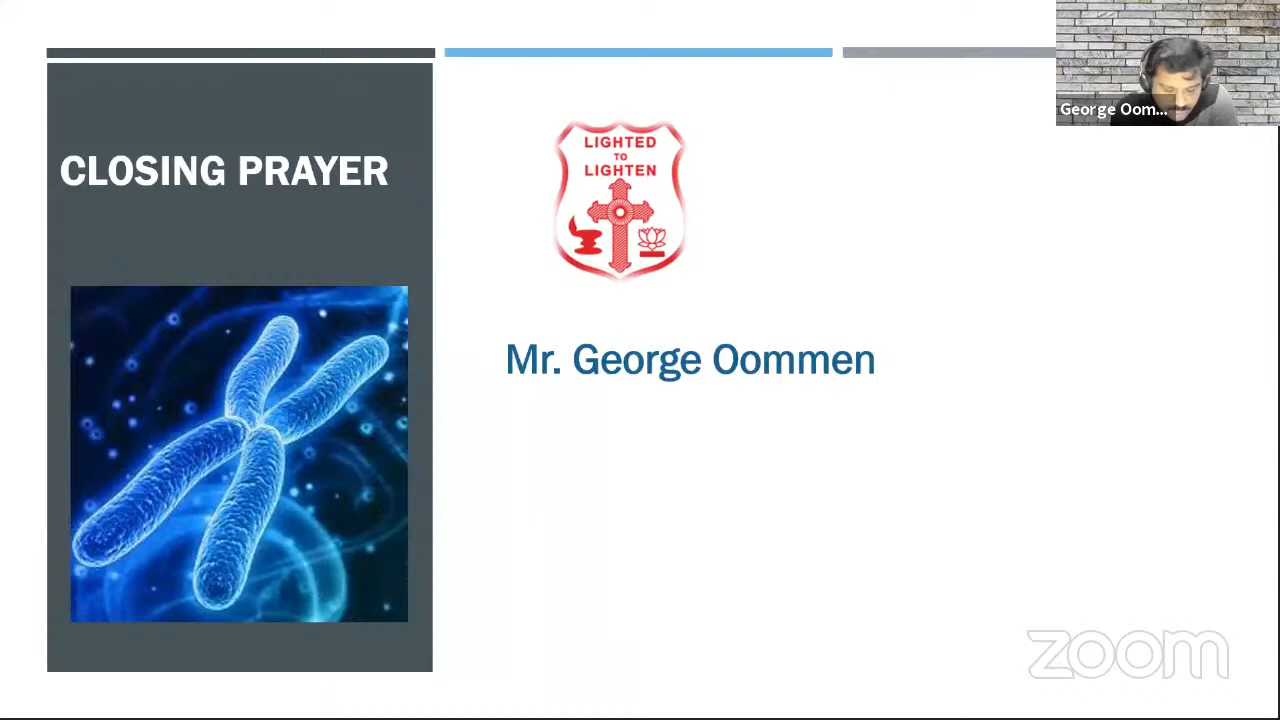 CLOSING PRAYER
LIGHTED
TO
LIGHTEN
Mr. George Oommen
George Oom...
zoom